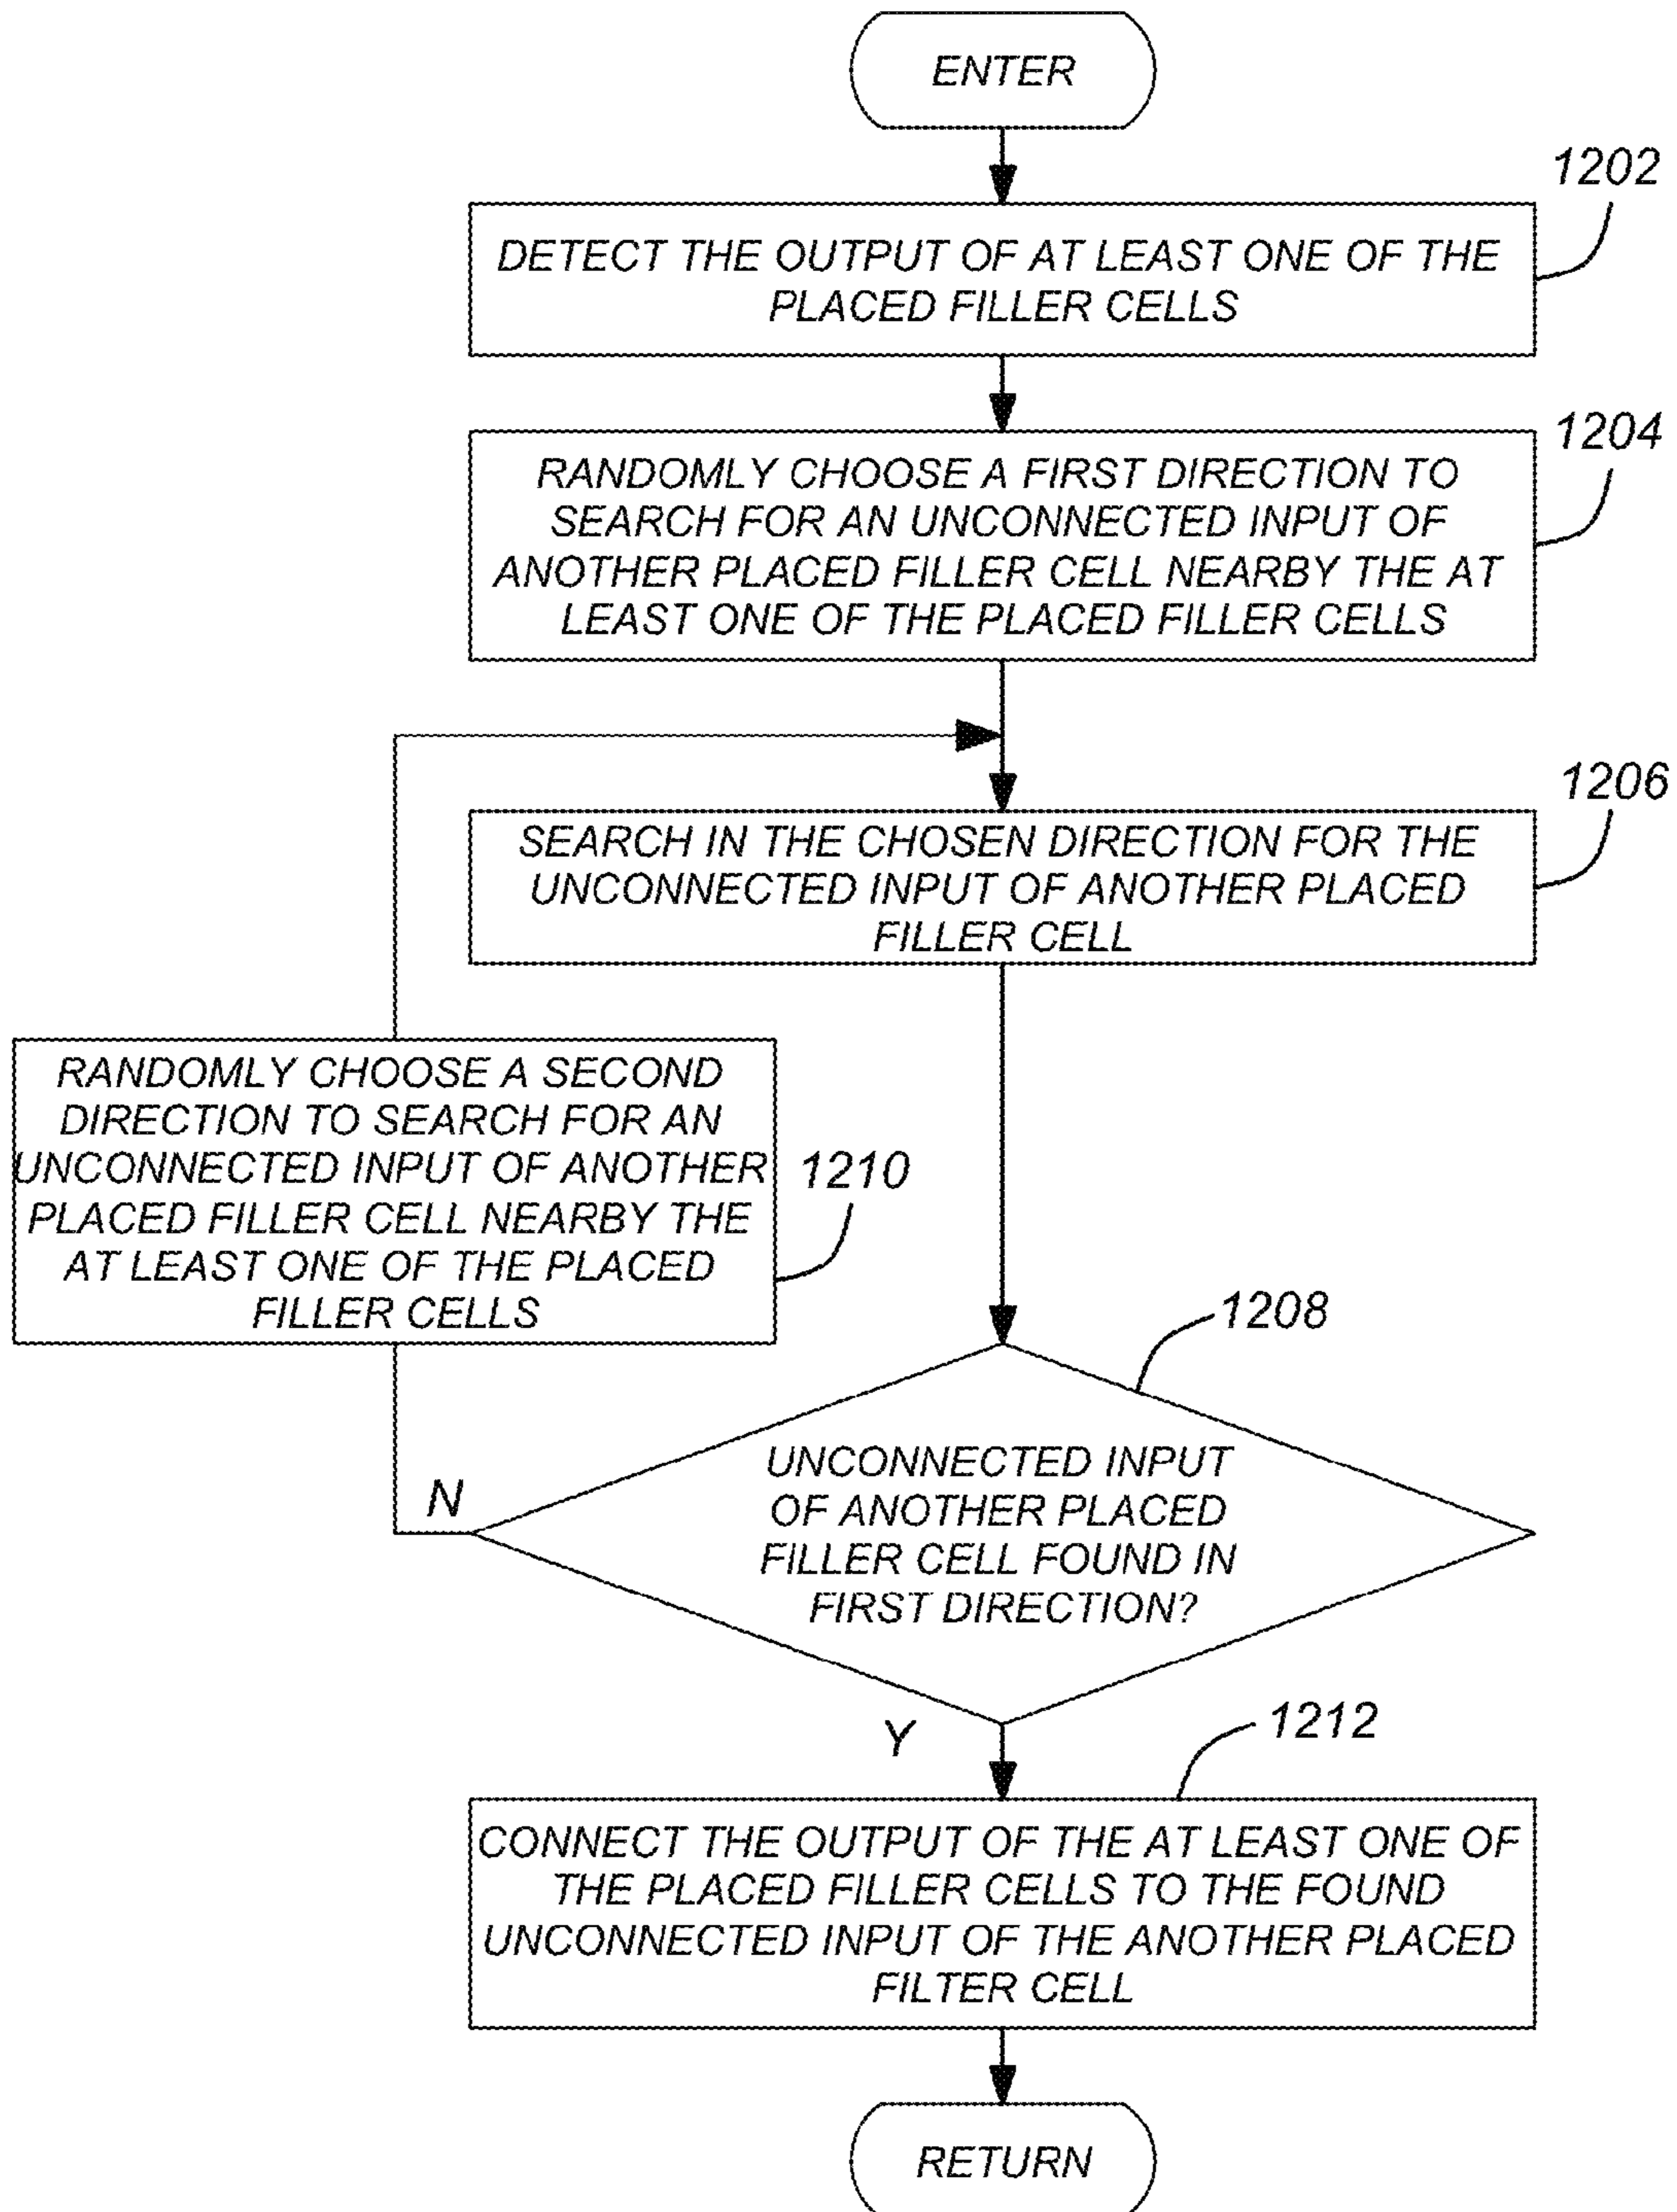 ENTER
1202
DETECT THE OUTPUT OF AT LEAST ONE OF THE
PLACED FILLER CELLS
1204
RANDOMLY CHOOSE A FIRST DIRECTION TO
SEARCH FOR AN UNCONNECTED INPUT OF
ANOTHER PLACED FILLER CELL NEARBY THE AT
LEAST ONE OF THE PLACED FILLER CELLS
1206
SEARCH IN THE CHOSEN DIRECTION FOR THE
UNCONNECTED INPUT OF ANOTHER PLACED
FILLER CELL
RANDOMLY CHOOSE A SECOND
DIRECTION TO SEARCH FOR AN
UNCONNECTED INPUT OF ANOTHER
PLACED FILLER CELL NEARBY THE
AT LEAST ONE OF THE PLACED
FILLER CELLS
1210
1208
UNCONNECTED INPUT
OF ANOTHER PLACED
FILLER CELL FOUND IN
FIRST DIRECTION?
N
Y
1212
CONNECT THE OUTPUT OF THE AT LEAST ONE OF
THE PLACED FILLER CELLS TO THE FOUND
UNCONNECTED INPUT OF THE ANOTHER PLACED
FILTER CELL
RETURN